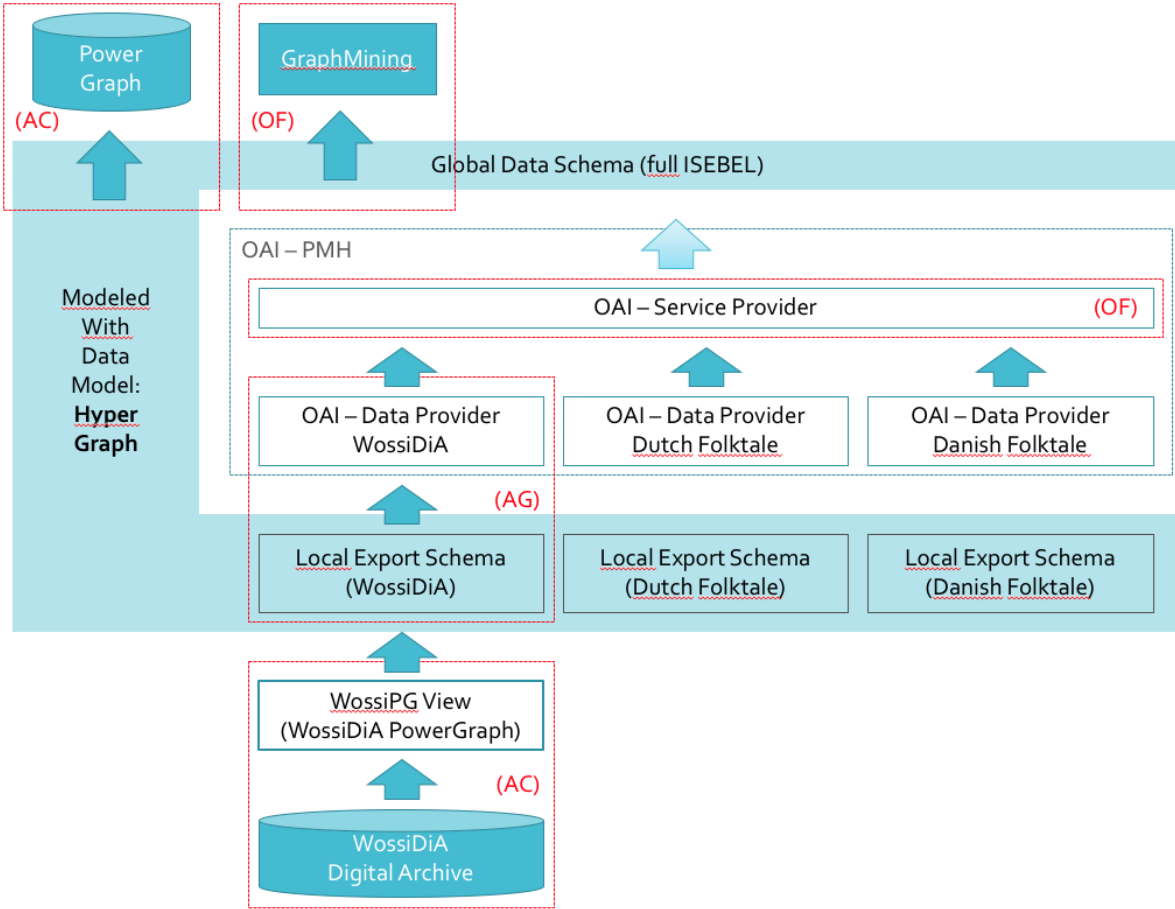 Power
Graph
GraphMining
(AC)
(OF)
Global Data Schema (full ISEBEL)
OAI – PMH
Modeled
With
Data
Model:
Hyper
Graph
OAI – Service Provider
(OF)
OAI – Data Provider
WossiDiA
OAI – Data Provider
Dutch Folktale
OAI – Data Provider
Danish Folktale
(AG)
Local Export Schema
(WossiDiA)
Local Export Schema
(Dutch Folktale)
Local Export Schema
(Danish Folktale)
WossiPG View
(WossiDiA PowerGraph)
(AC)
WossiDiA
Digital Archive